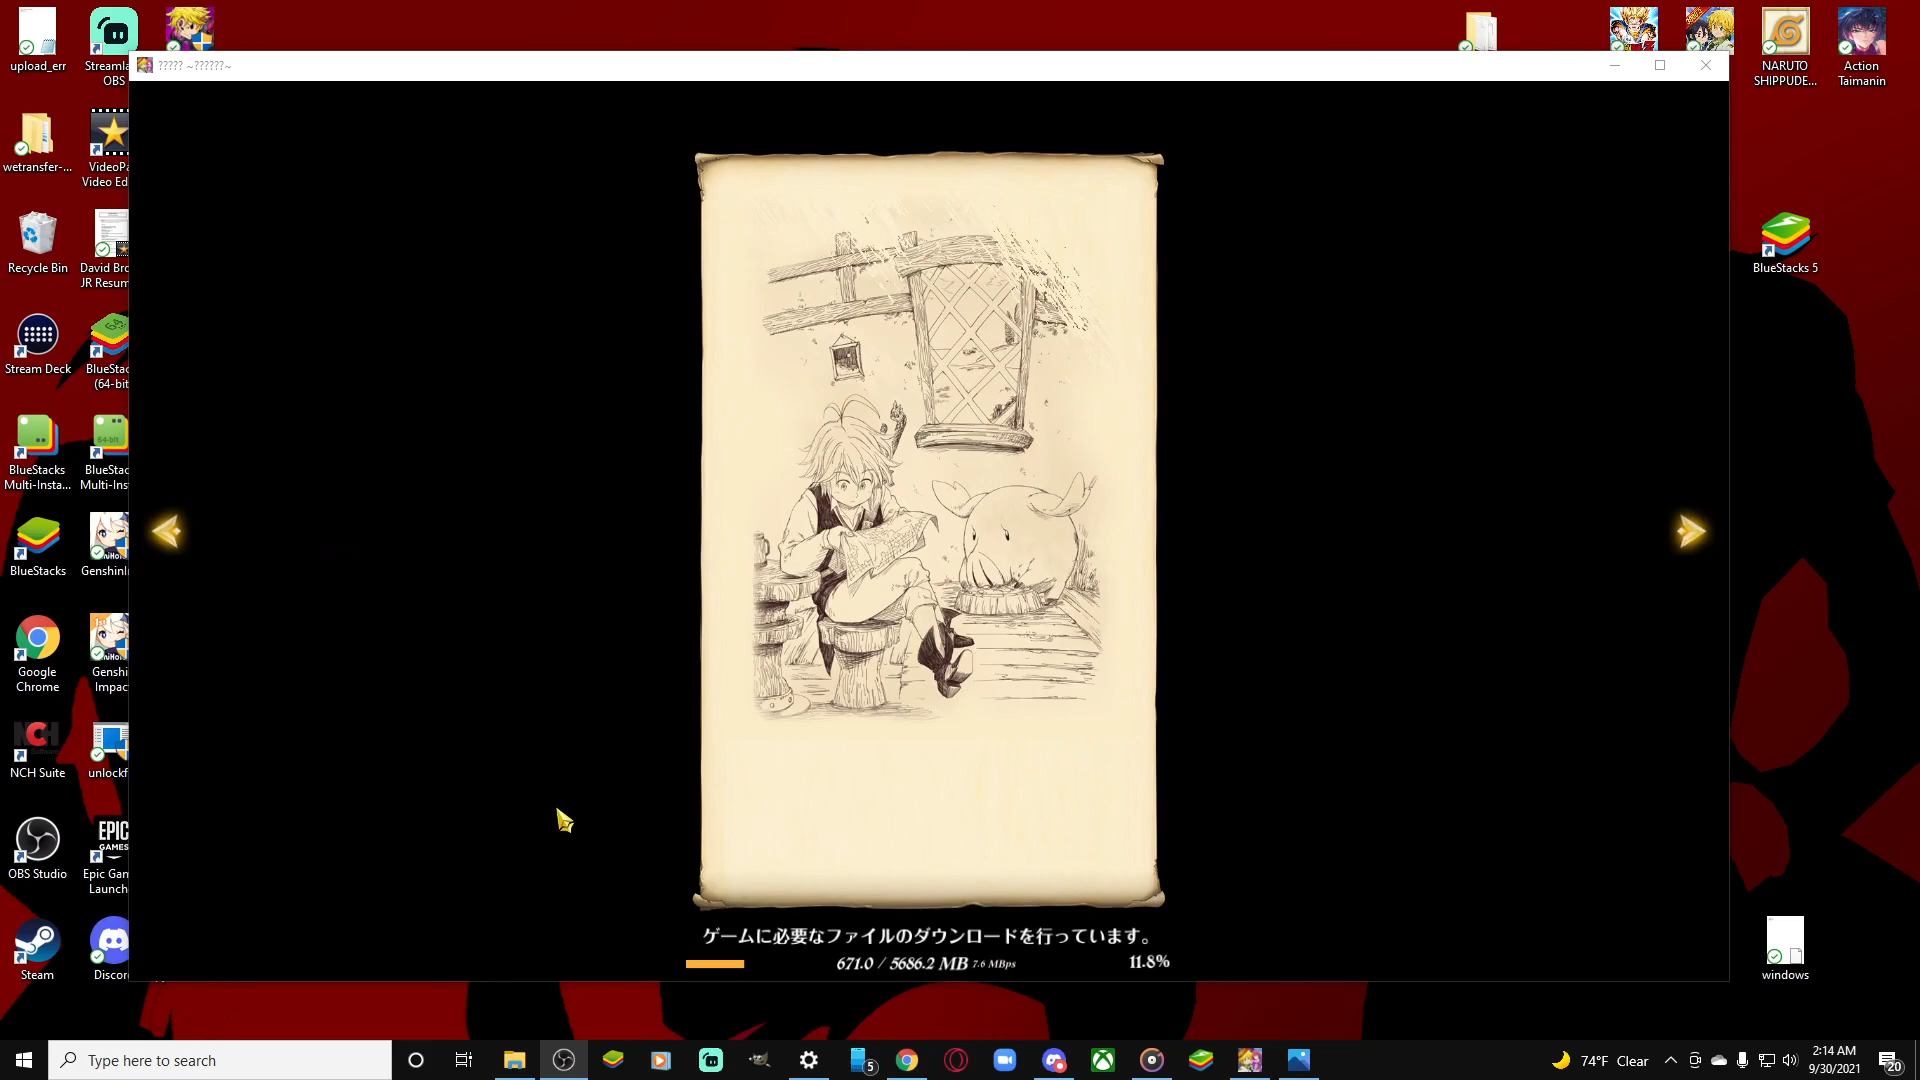 upload_err
Streamla
OBS
NARUTO
SHIPPUDE...
Action
Taimanin
????? ~??????~
wetransfer-...
VideoPa
Video Ed
Recycle Bin
David Bro
JR Resum
BlueStacks 5
Stream Deck
BlueStac
(64-bit
BlueStacks
Multi-Insta...
BlueStac
Multi-Ins
BlueStacks
GenshinI
Google
Chrome
Genshi
Impac
NCH Suite
unlockf
OBS Studio
EPIC
GAMES
Epic Gam
Launch
Steam
Discor
windows
ゲームに必要なファイルのダウンロードを行っています。
671.0 / 5686.2 MB 7.6 MBps
11.8%
Type here to search
5
74°F Clear
2:14 AM
9/30/2021
20